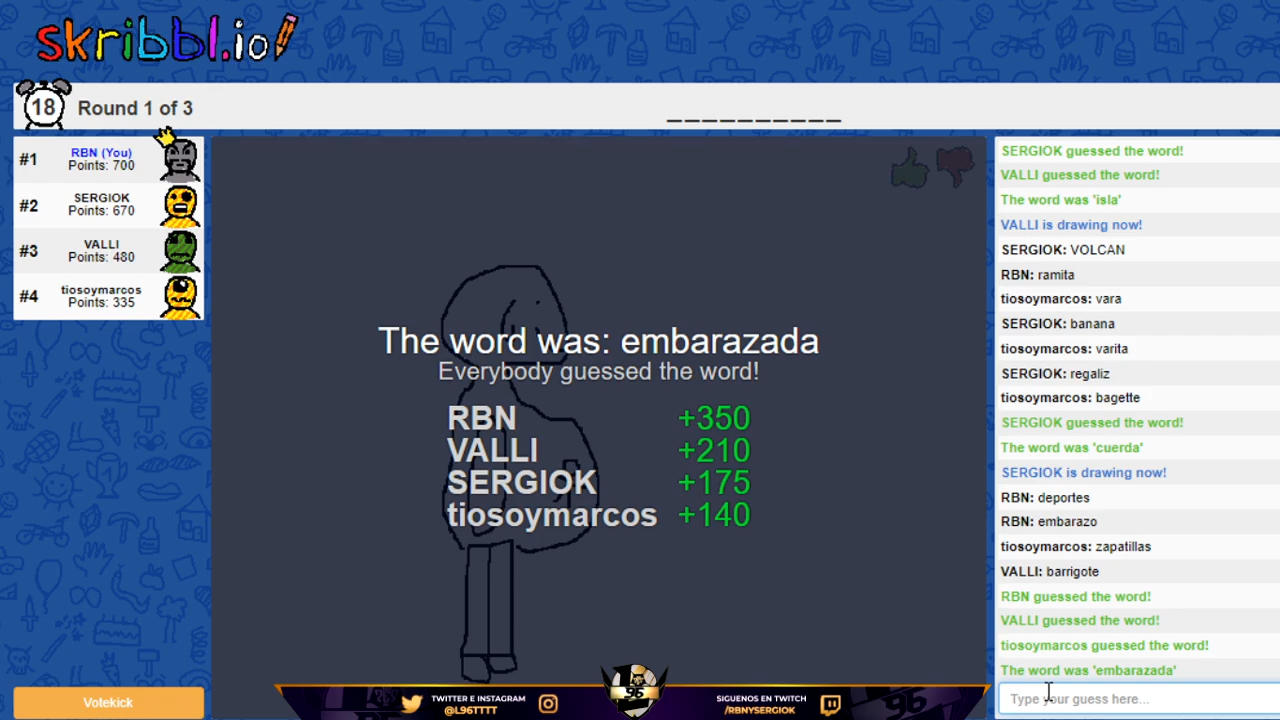 skribbl.io
18
Round 1 of 3
__________
#1
RBN (You)
Points: 700
#2
SERGIOK
Points: 670
#3
VALLI
Points: 480
#4
tiosoymarcos
Points: 335
The word was: embarazada
Everybody guessed the word!
RBN +350
VALLI +210
SERGIOK +175
tiosoymarcos +140
SERGIOK guessed the word!
VALLI guessed the word!
The word was 'isla'
VALLI is drawing now!
SERGIOK: VOLCAN
RBN: ramita
tiosoymarcos: vara
SERGIOK: banana
tiosoymarcos: varita
SERGIOK: regaliz
tiosoymarcos: bagette
SERGIOK guessed the word!
The word was 'cuerda'
SERGIOK is drawing now!
RBN: deportes
RBN: embarazo
tiosoymarcos: zapatillas
VALLI: barrigote
RBN guessed the word!
VALLI guessed the word!
tiosoymarcos guessed the word!
The word was 'embarazada'
Type your guess here...
Votekick
TWITTER E INSTAGRAM
@L96TTTT
96
SIGUENOS EN TWITCH
/RBNYSERGIOK